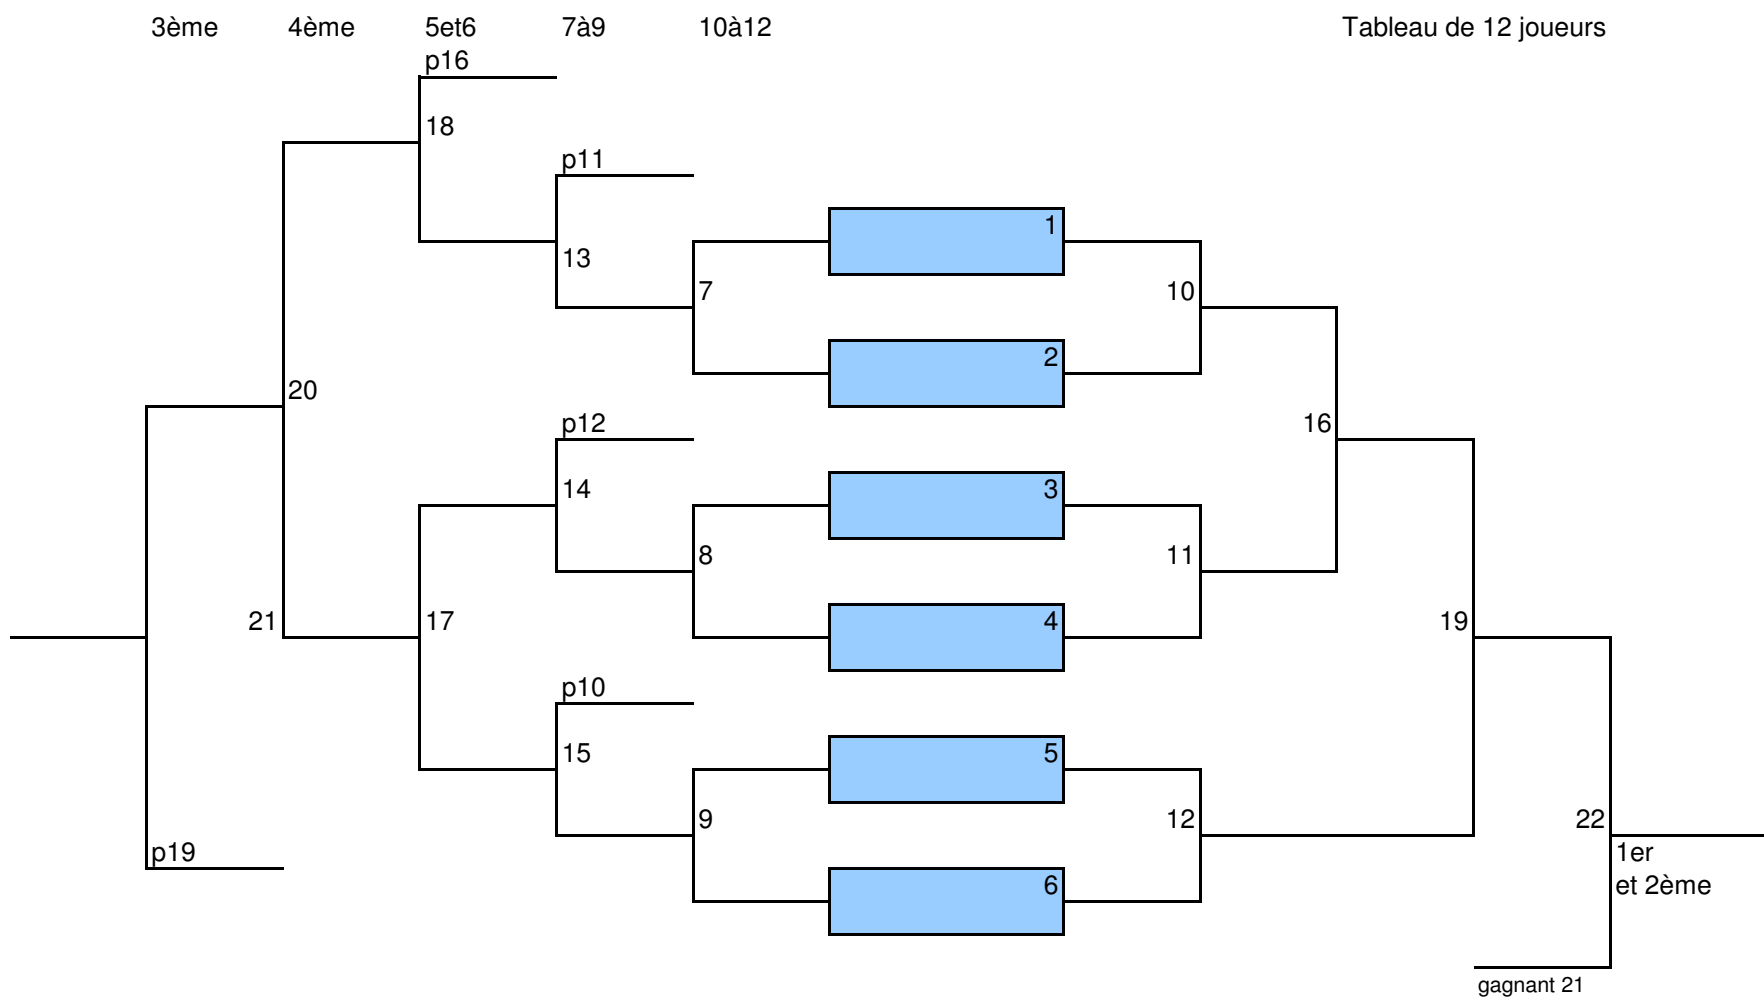 3ème 4ème 5et6 7à9 10à12 Tableau de 12 joueurs
p16
18
p11
1
13
7 10
2
20
p12 16
14 3
8 11
21 17 4 19
p10
15 5
9 12 22
p19 1er
6 et 2ème
gagnant 21